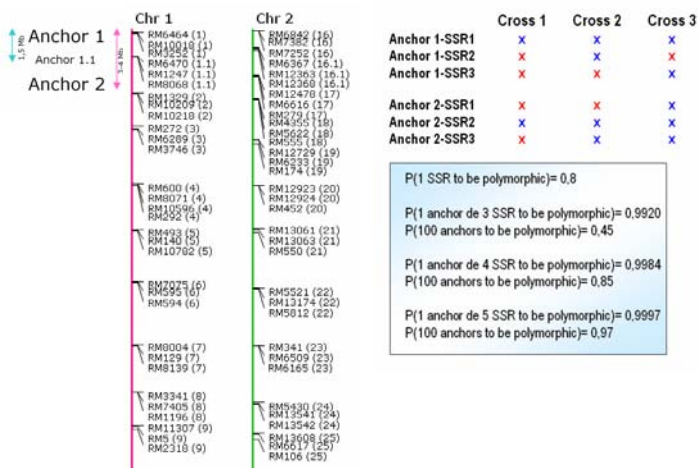 Chr 1
Chr 2
1,5 Mb
Anchor 1
Anchor 1.1
Anchor 2
3-4 Mb
RM6464 (1)
RM10018 (1)
RM3252 (1)
RM6470 (1.1)
RM1247 (1.1)
RM8068 (1.1)
RM1329 (2)
RM10209 (2)
RM10218 (2)
RM272 (3)
RM6289 (3)
RM3746 (3)
RM600 (4)
RM8071 (4)
RM10596 (4)
RM292 (4)
RM493 (5)
RM140 (5)
RM10782 (5)
RM7075 (6)
RM595 (6)
RM594 (6)
RM8004 (7)
RM129 (7)
RM8139 (7)
RM3341 (8)
RM7405 (8)
RM1196 (8)
RM11307 (9)
RM5 (9)
RM2318 (9)
RM6842 (16)
RM7382 (16)
RM7252 (16)
RM6367 (16.1)
RM12363 (16.1)
RM12368 (16.1)
RM12478 (17)
RM6616 (17)
RM279 (17)
RM4355 (18)
RM5622 (18)
RM555 (18)
RM12729 (19)
RM6233 (19)
RM174 (19)
RM12923 (20)
RM12924 (20)
RM452 (20)
RM13061 (21)
RM13063 (21)
RM550 (21)
RM5521 (22)
RM13174 (22)
RM5812 (22)
RM341 (23)
RM6509 (23)
RM6165 (23)
RM5430 (24)
RM13541 (24)
RM13542 (24)
RM13608 (25)
RM6617 (25)
RM106 (25)
Cross 1 Cross 2 Cross 3
Anchor 1-SSR1 x x x
Anchor 1-SSR2 x x x
Anchor 1-SSR3 x x x
Anchor 2-SSR1 x x x
Anchor 2-SSR2 x x x
Anchor 2-SSR3 x x x
P(1 SSR to be polymorphic)= 0,8
P(1 anchor de 3 SSR to be polymorphic)= 0,9920
P(100 anchors to be polymorphic)= 0,45
P(1 anchor de 4 SSR to be polymorphic)= 0,9984
P(100 anchors to be polymorphic)= 0,85
P(1 anchor de 5 SSR to be polymorphic)= 0,9997
P(100 anchors to be polymorphic)= 0,97